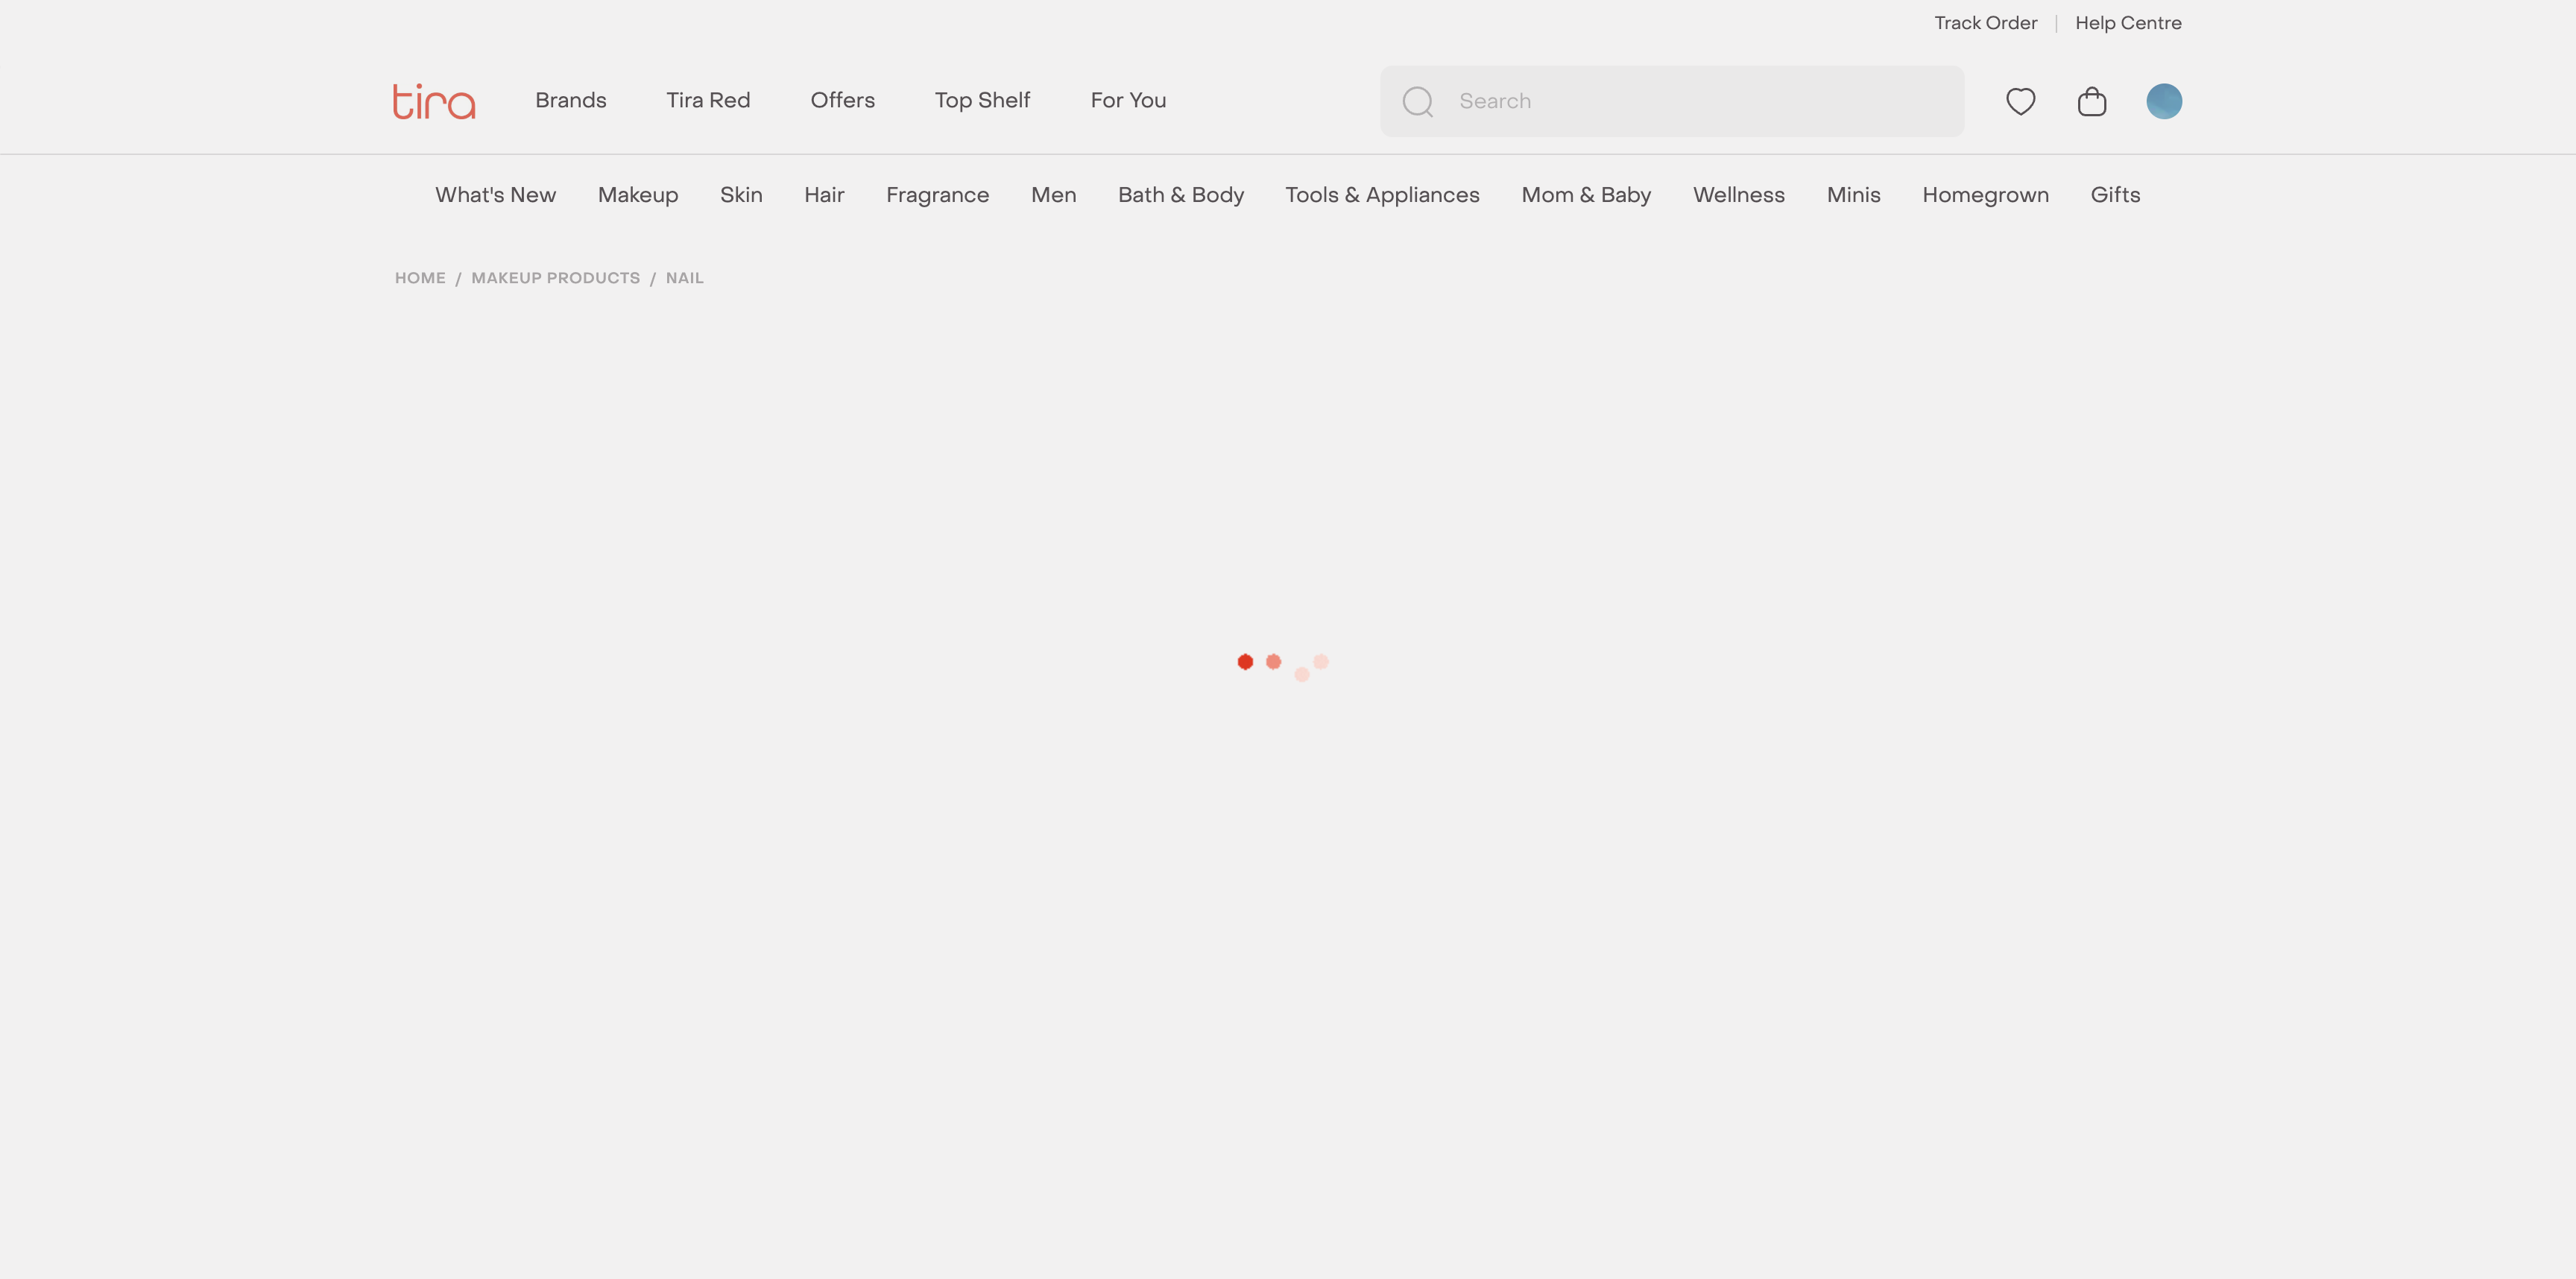 Track Order | Help Centre
tira Brands Tira Red Offers Top Shelf For You Search
What's New Makeup Skin Hair Fragrance Men Bath & Body Tools & Appliances Mom & Baby Wellness Minis Homegrown Gifts
HOME / MAKEUP PRODUCTS / NAIL